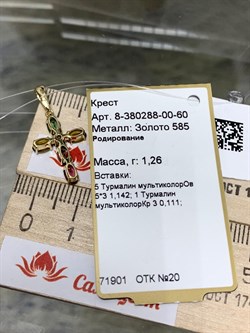 Крест
Арт. 8-380288-00-60
Металл: Золото 585
Родирование
Масса, г: 1,26
Вставки:
5 Турмалин мультиколорОв
5*3 1,142; 1 Турмалин
мультиколорКр 3 0,111;
71901 ОТК №20